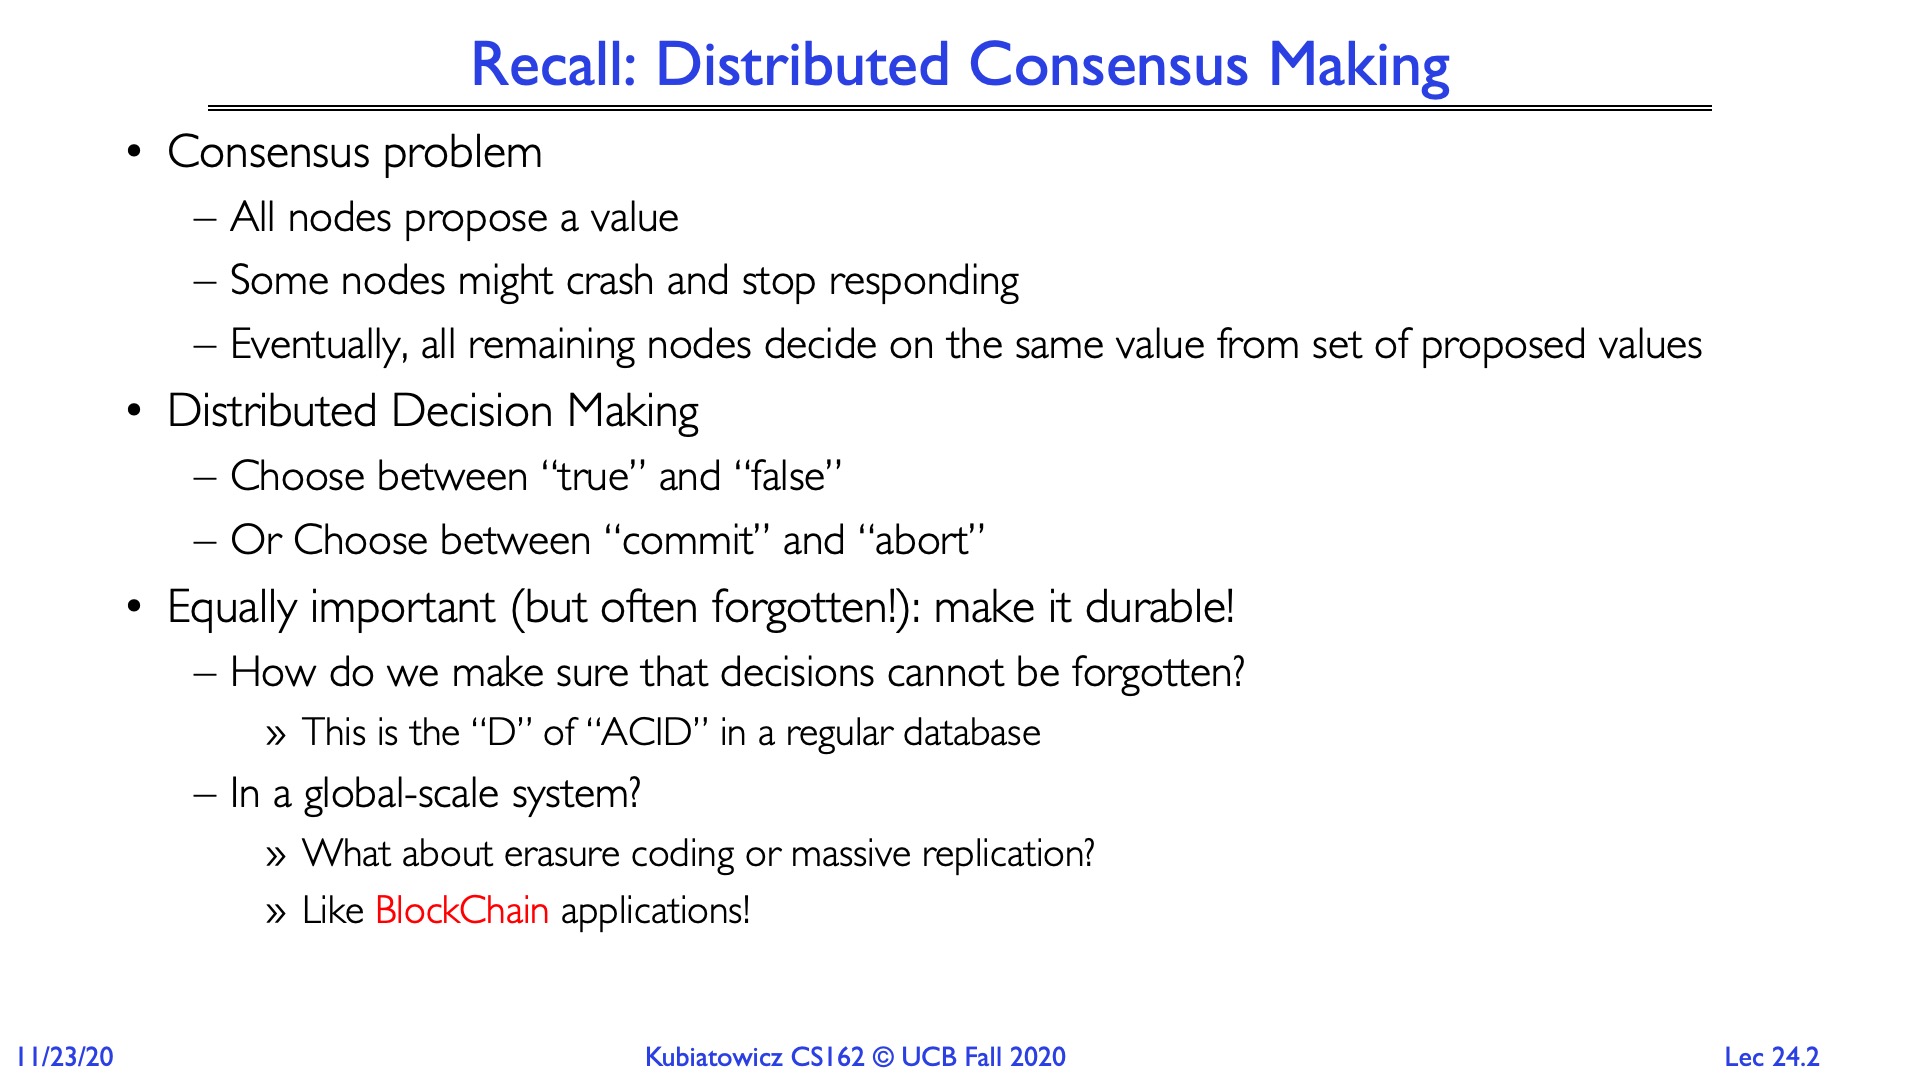 Recall: Distributed Consensus Making
• Consensus problem
– All nodes propose a value
– Some nodes might crash and stop responding
– Eventually, all remaining nodes decide on the same value from set of proposed values
• Distributed Decision Making
– Choose between “true” and “false”
– Or Choose between “commit” and “abort”
• Equally important (but often forgotten!): make it durable!
– How do we make sure that decisions cannot be forgotten?
» This is the “D” of “ACID” in a regular database
– In a global-scale system?
» What about erasure coding or massive replication?
» Like BlockChain applications!
11/23/20
Kubiatowicz CS162 © UCB Fall 2020
Lec 24.2